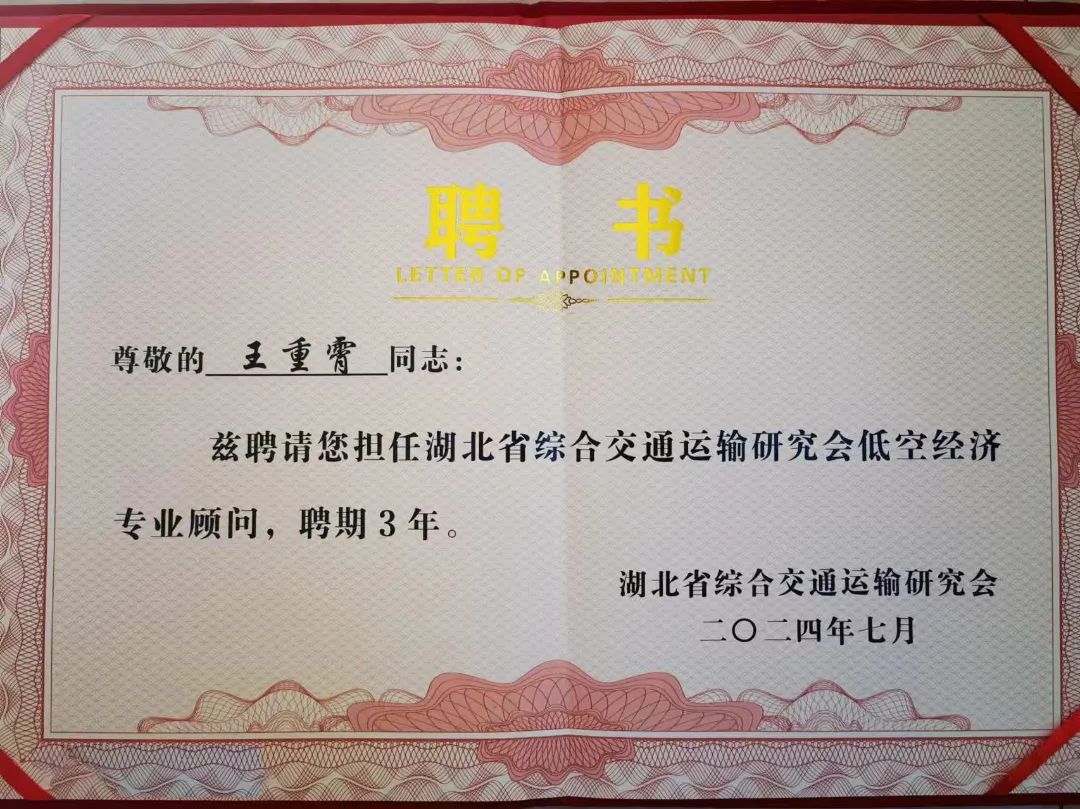 聘 书
LETTER OF APPOINTMENT
尊敬的 王重霄 同志：
兹聘请您担任湖北省综合交通运输研究会低空经济
专业顾问，聘期3年。
湖北省综合交通运输研究会
二〇二四年七月